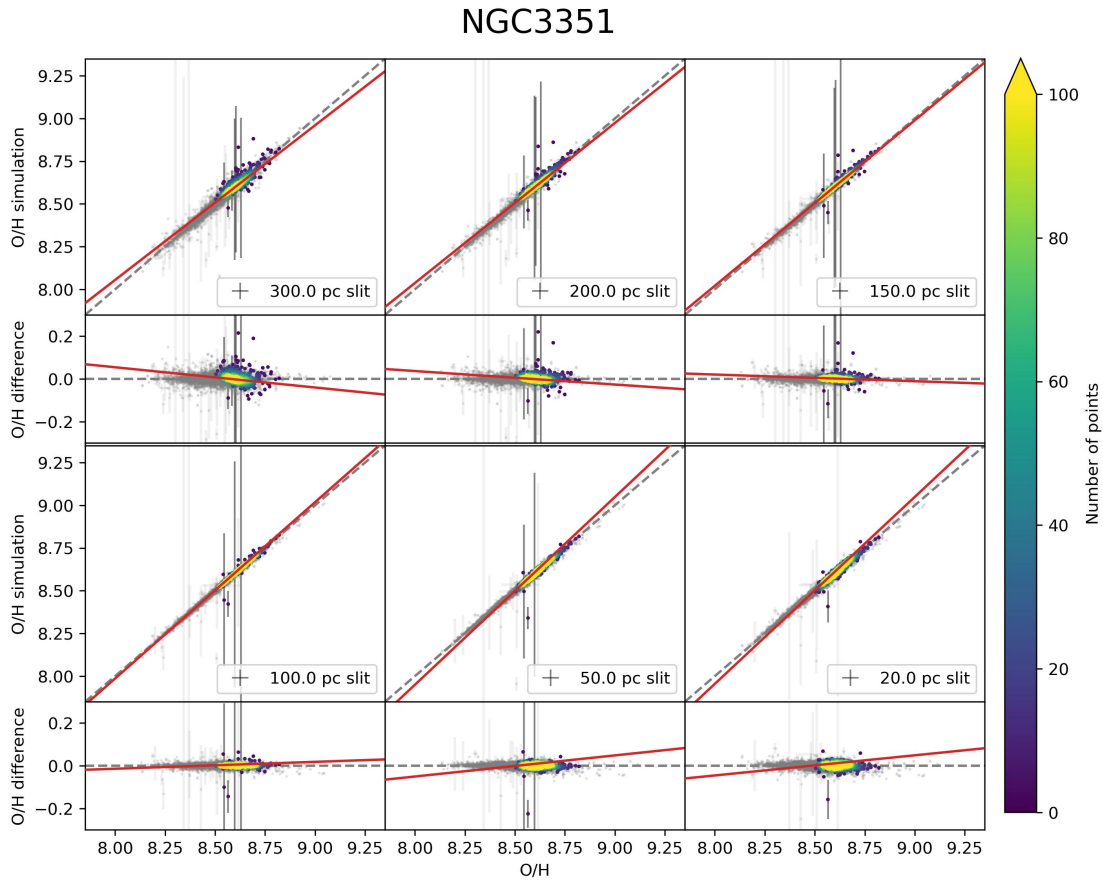 NGC3351
9.25
9.00
8.75
8.50
8.25
8.00
O/H simulation
300.0 pc slit
200.0 pc slit
150.0 pc slit
0.2
0.0
−0.2
O/H difference
9.25
9.00
8.75
8.50
8.25
8.00
O/H simulation
100.0 pc slit
50.0 pc slit
20.0 pc slit
0.2
0.0
−0.2
O/H difference
8.00 8.25 8.50 8.75 9.00 9.25 8.00 8.25 8.50 8.75 9.00 9.25 8.00 8.25 8.50 8.75 9.00 9.25
O/H
100
80
60
40
20
0
Number of points